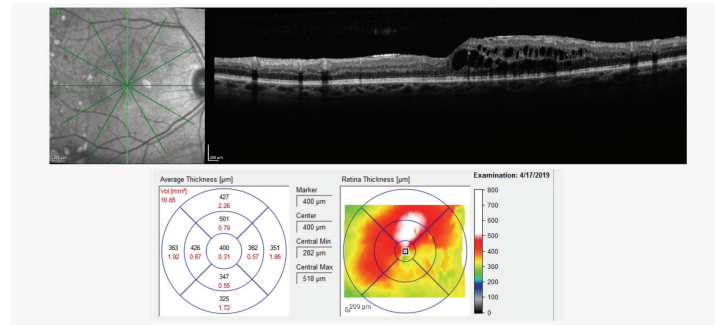 200 µm
200 µm
Average Thickness [µm]
Vol [mm³]
10.65
427
2.26
501
0.79
363
1.92
426
0.67
400
0.31
362
0.57
351
1.86
347
0.55
325
1.72
Marker
400 µm
Center
400 µm
Central Min
282 µm
Central Max
518 µm
Retina Thickness [µm]
200 µm
Examination: 4/17/2019
800
700
600
500
400
300
200
100
0